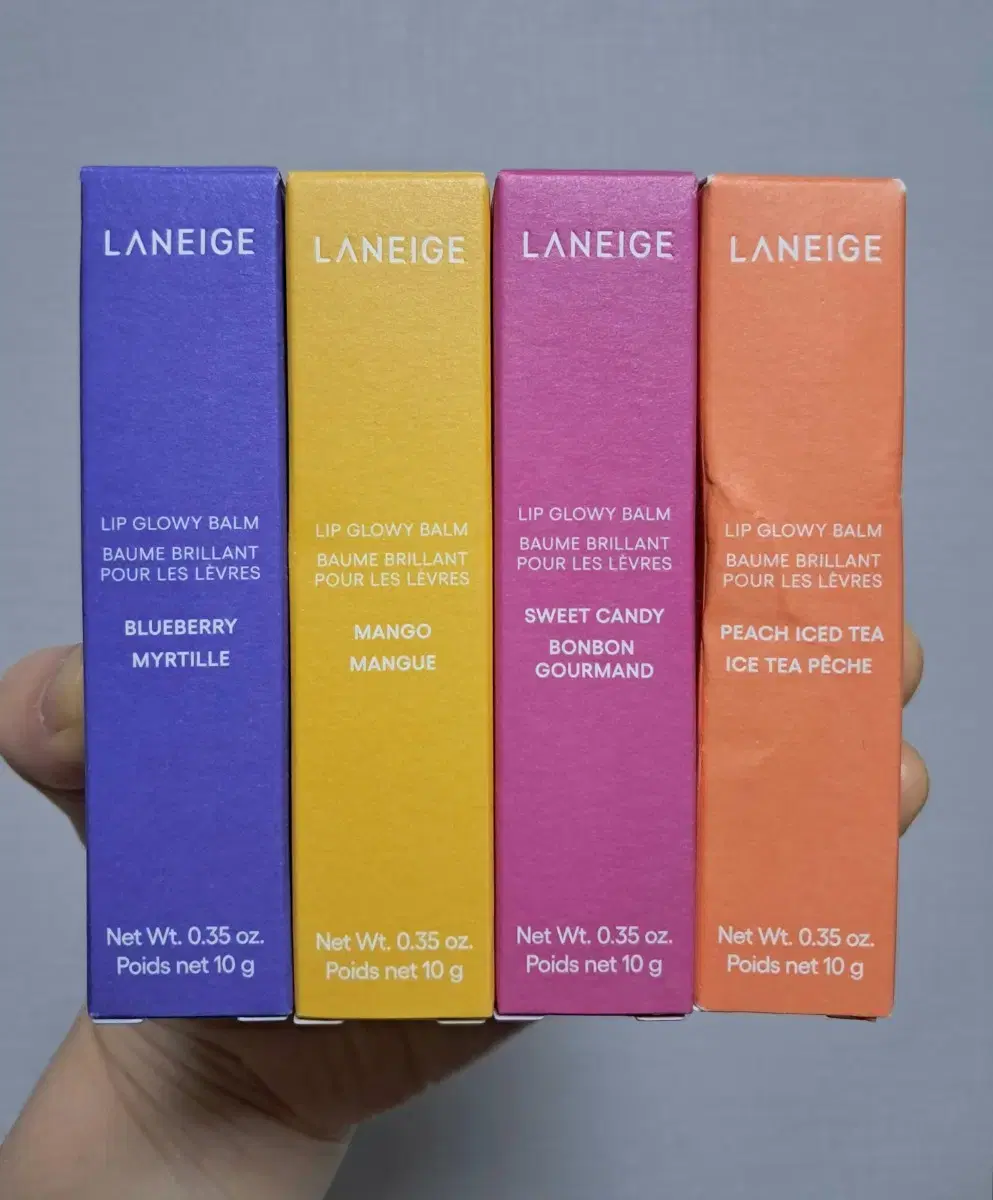 LANEIGE
LIP GLOWY BALM
BAUME BRILLANT
POUR LES LÈVRES
BLUEBERRY
MYRTILLE
Net Wt. 0.35 oz.
Poids net 10 g
LANEIGE
LIP GLOWY BALM
BAUME BRILLANT
POUR LES LÈVRES
MANGO
MANGUE
Net Wt. 0.35 oz.
Poids net 10 g
LANEIGE
LIP GLOWY BALM
BAUME BRILLANT
POUR LES LÈVRES
SWEET CANDY
BONBON
GOURMAND
Net Wt. 0.35 oz.
Poids net 10 g
LANEIGE
LIP GLOWY BALM
BAUME BRILLANT
POUR LES LÈVRES
PEACH ICED TEA
ICE TEA PÊCHE
Net Wt. 0.35 oz.
Poids net 10 g